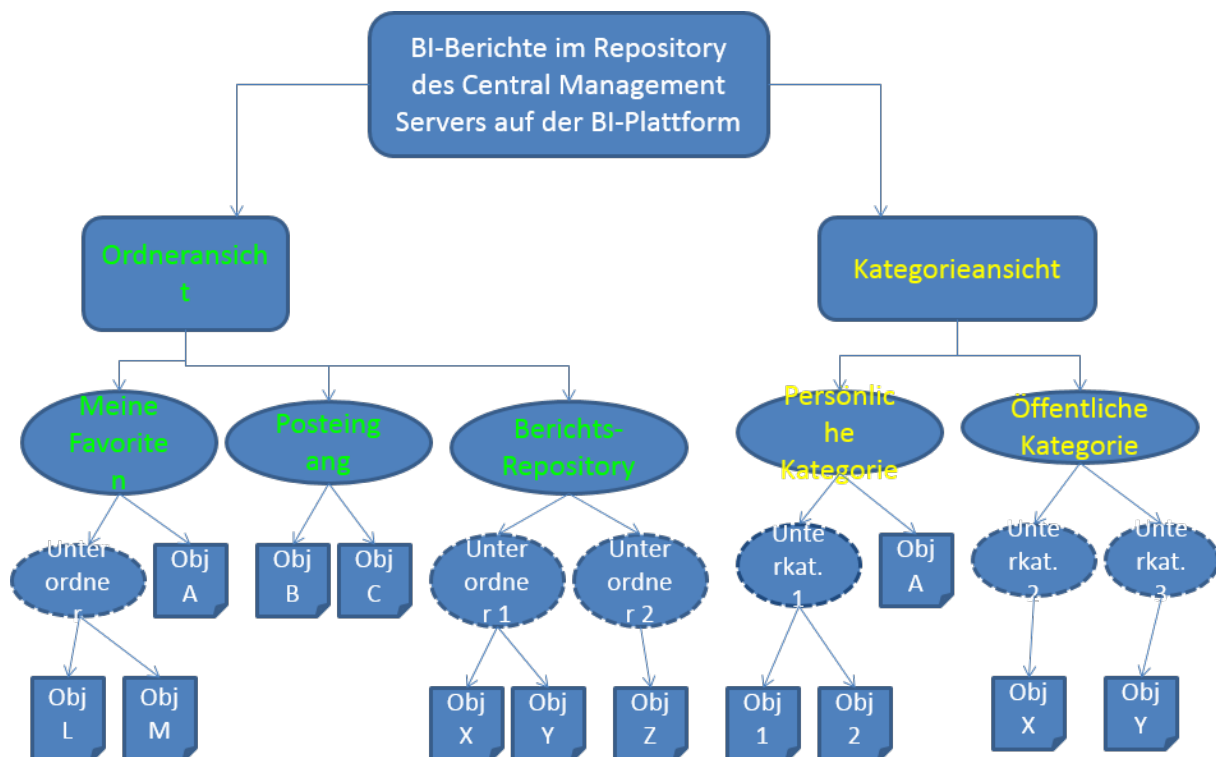 BI-Berichte im Repository
des Central Management
Servers auf der BI-Plattform
Ordneransich
t
Kategorieansicht
Meine
Favorite
n
Posteing
ang
Berichts-
Repository
Persönlic
he
Kategorie
Öffentliche
Kategorie
Unter
ordne
r
Obj
A
Obj
B
Obj
C
Unter
ordne
r 1
Unter
ordne
r 2
Unte
rkat.
1
Obj
A
Unte
rkat.
2
Unte
rkat.
3
Obj
L
Obj
M
Obj
X
Obj
Y
Obj
Z
Obj
1
Obj
2
Obj
X
Obj
Y